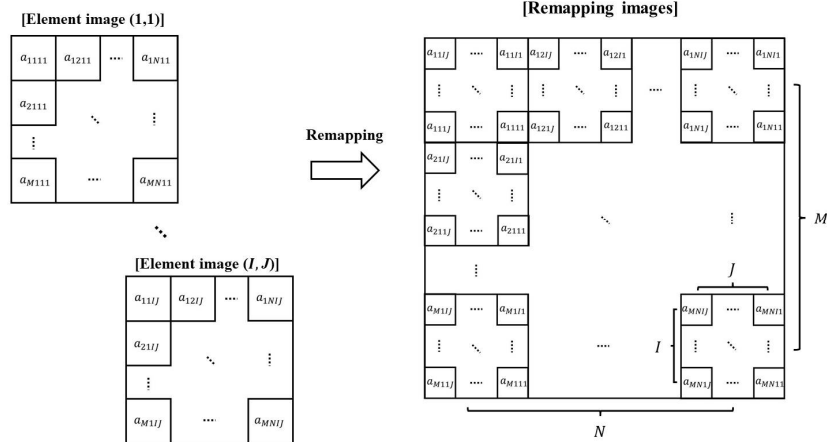 [Element image (1,1)]
a1111 a1211 ···· a1N11
a2111
aM111 ···· aMN11
[Element image (I, J)]
a11IJ a12IJ ···· a1NIJ
a21IJ
aM1IJ ···· aMNIJ
Remapping
[Remapping images]
a11IJ ···· a11I1 a12IJ ···· a12I1 a1NIJ ···· a1NI1
····
a111J ···· a1111 a121J ···· a1211 a1N1J ···· a1N11
a21IJ ···· a21I1
a211J ···· a2111
M
J
aM1IJ ···· aM1I1 aMNIJ ···· aMNI1
I
····
aM11J ···· aM111 aMN1J ···· aMN11
N